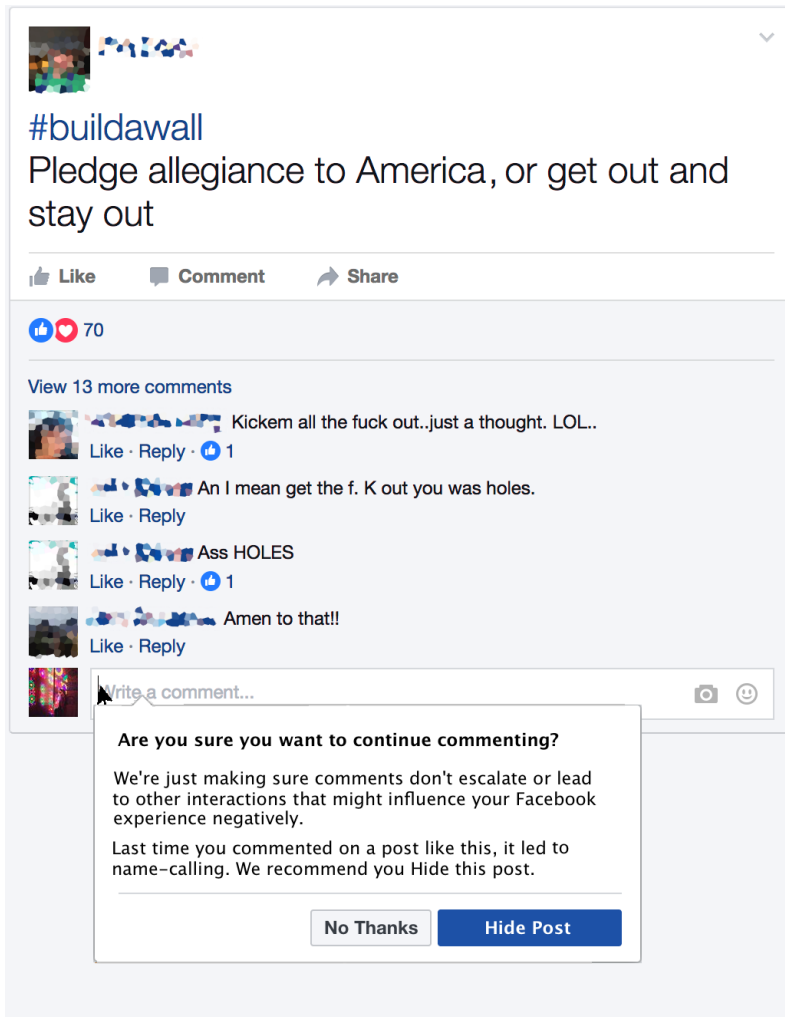 #buildawall
Pledge allegiance to America, or get out and
stay out
Like Comment Share
70
View 13 more comments
Kickem all the fuck out..just a thought. LOL..
Like · Reply · 1
An I mean get the f. K out you was holes.
Like · Reply
Ass HOLES
Like · Reply · 1
Amen to that!!
Like · Reply
Write a comment...
Are you sure you want to continue commenting?
We're just making sure comments don't escalate or lead
to other interactions that might influence your Facebook
experience negatively.
Last time you commented on a post like this, it led to
name-calling. We recommend you Hide this post.
No Thanks Hide Post